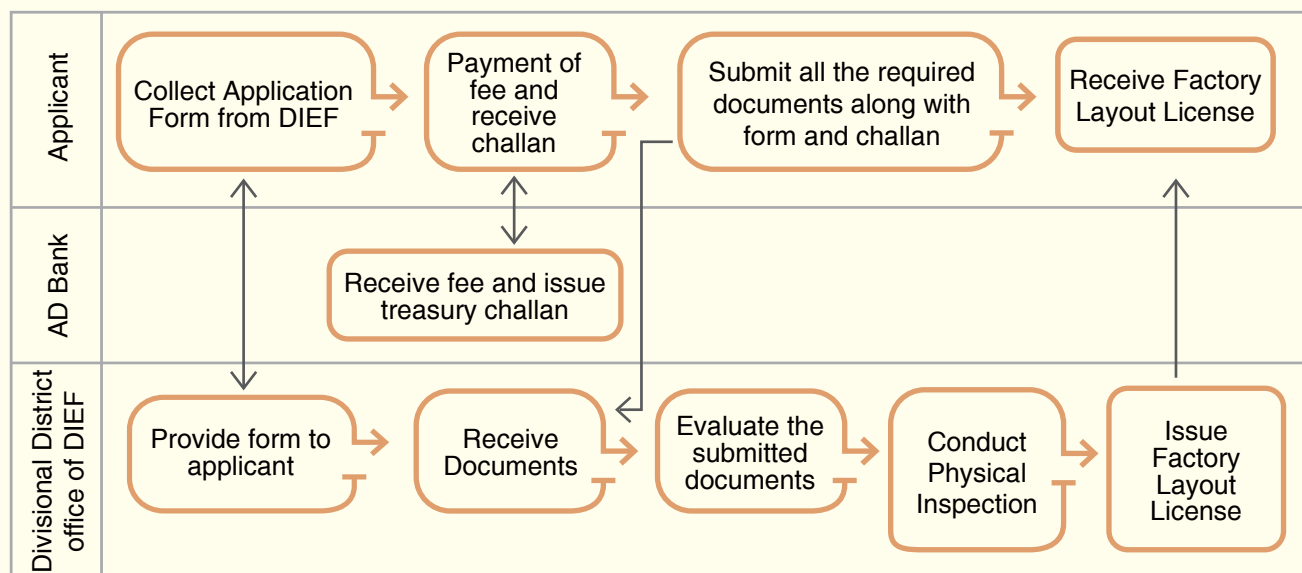 Applicant
Collect Application
Form from DIEF
Payment of
fee and
receive
challan
Submit all the required
documents along with
form and challan
Receive Factory
Layout License
AD Bank
Receive fee and issue
treasury challan
Divisional District
office of DIEF
Provide form to
applicant
Receive
Documents
Evaluate the
submitted
documents
Conduct
Physical
Inspection
Issue
Factory
Layout
License